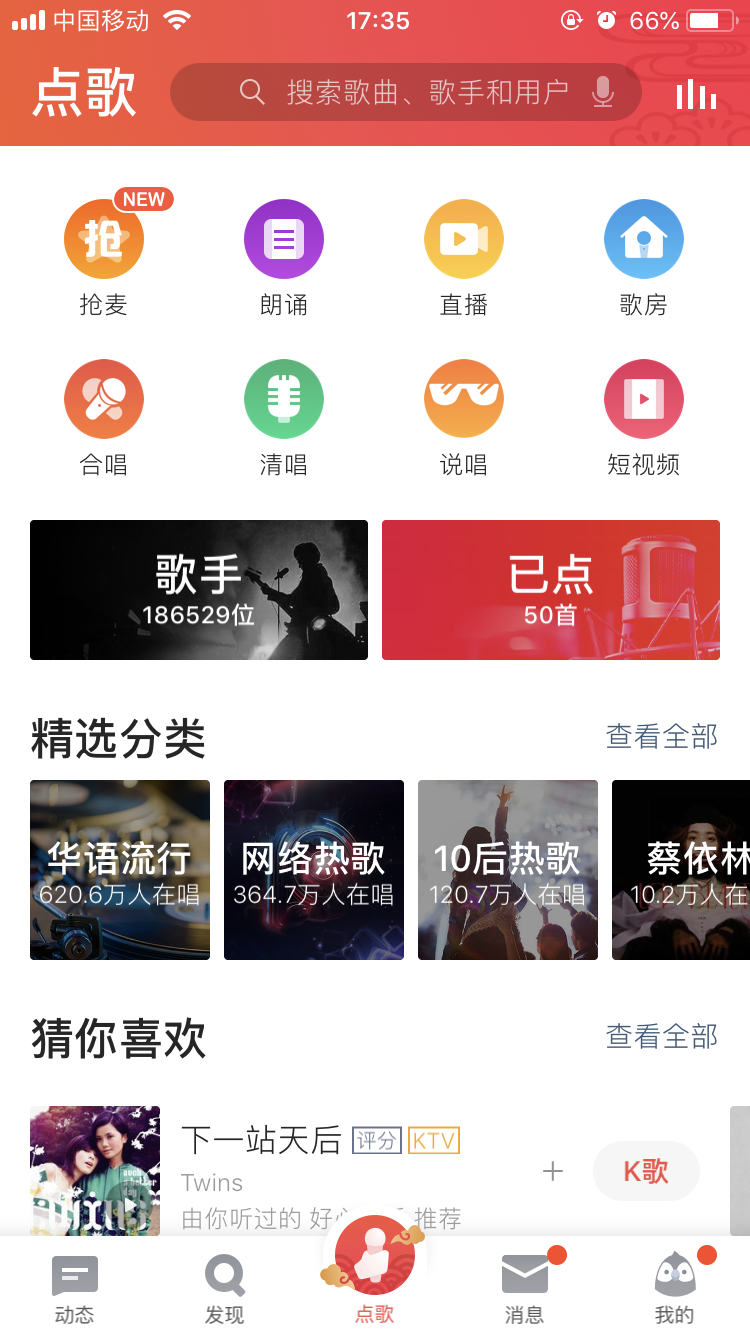 中国移动 17:35 66%
点歌 搜索歌曲、歌手和用户
抢 NEW
抢麦 朗诵 直播 歌房
合唱 清唱 说唱 短视频
歌手 已点
186529位 50首
精选分类 查看全部
华语流行 网络热歌 10后热歌 蔡依林
620.6万人在唱 364.7万人在唱 120.7万人在唱 10.2万人在
猜你喜欢 查看全部
下一站天后 评分 KTV
Twins K歌
由你听过的 好心 推荐
动态 发现 点歌 消息 我的